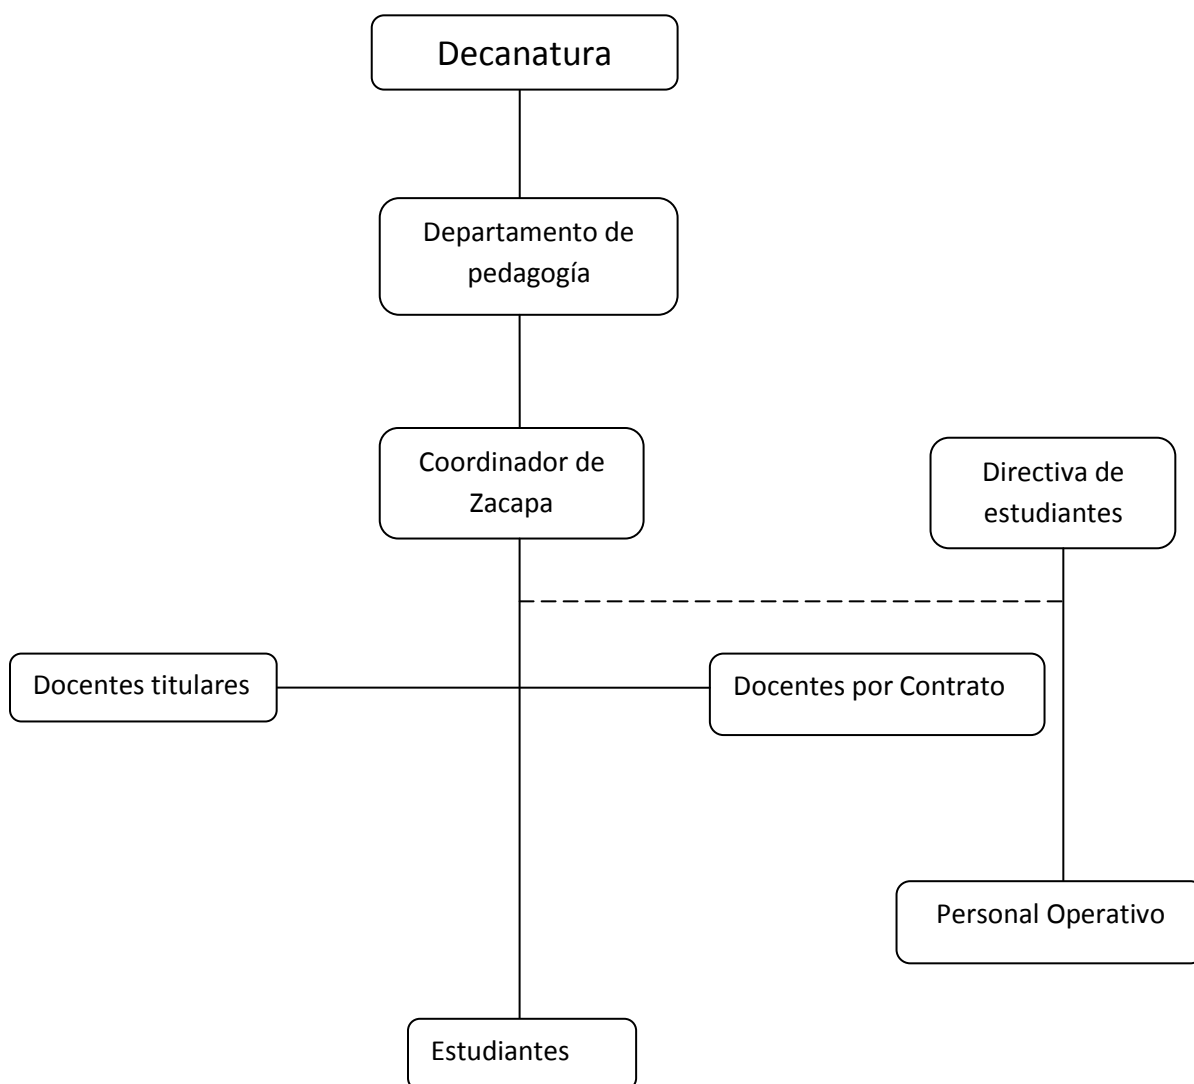 Decanatura
Departamento de
pedagogía
Coordinador de
Zacapa
Directiva de
estudiantes
Docentes titulares
Docentes por Contrato
Personal Operativo
Estudiantes